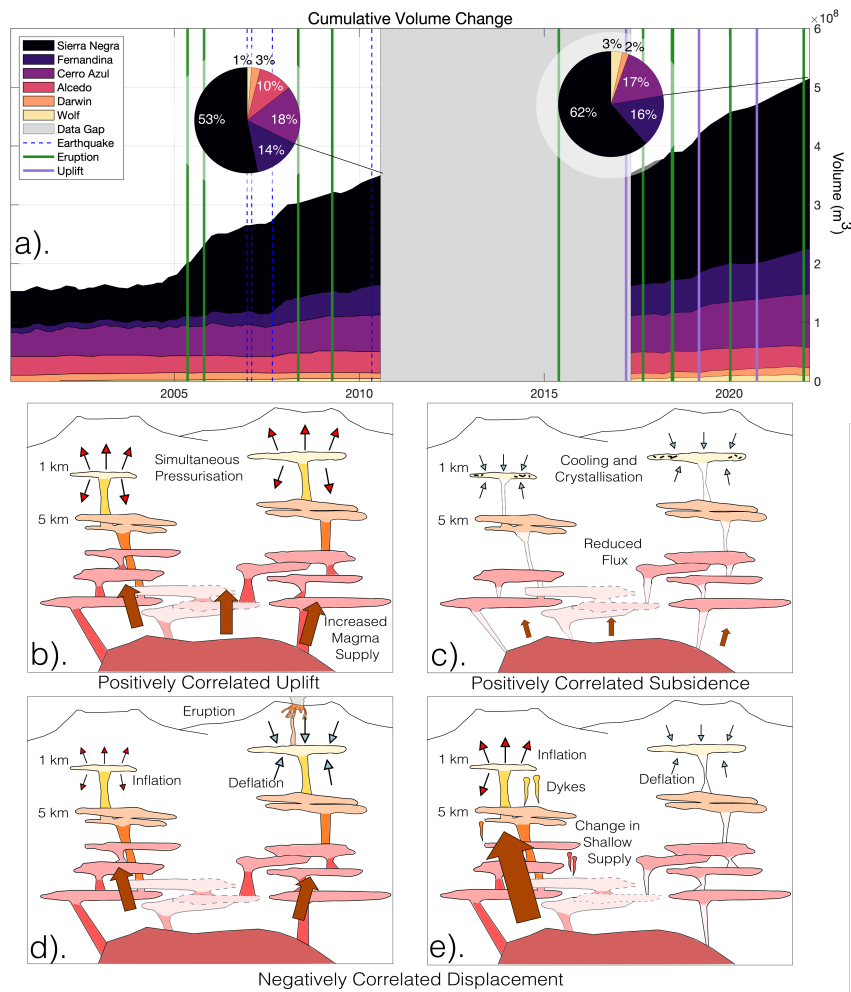 Cumulative Volume Change
×10⁸
Sierra Negra
Fernandina
Cerro Azul
Alcedo
Darwin
Wolf
Data Gap
Earthquake
Eruption
Uplift
1% 3%
10%
18%
14%
53%
3% 2%
17%
16%
62%
6
5
4
3
2
1
0
Volume (m³)
a).
2005 2010 2015 2020
1 km
5 km
Simultaneous
Pressurisation
Increased
Magma
Supply
b).
Positively Correlated Uplift
1 km
5 km
Cooling and
Crystallisation
Reduced
Flux
c).
Positively Correlated Subsidence
Eruption
1 km
5 km
Inflation
Deflation
d).
1 km
5 km
Inflation
Dykes
Deflation
Change in
Shallow
Supply
e).
Negatively Correlated Displacement